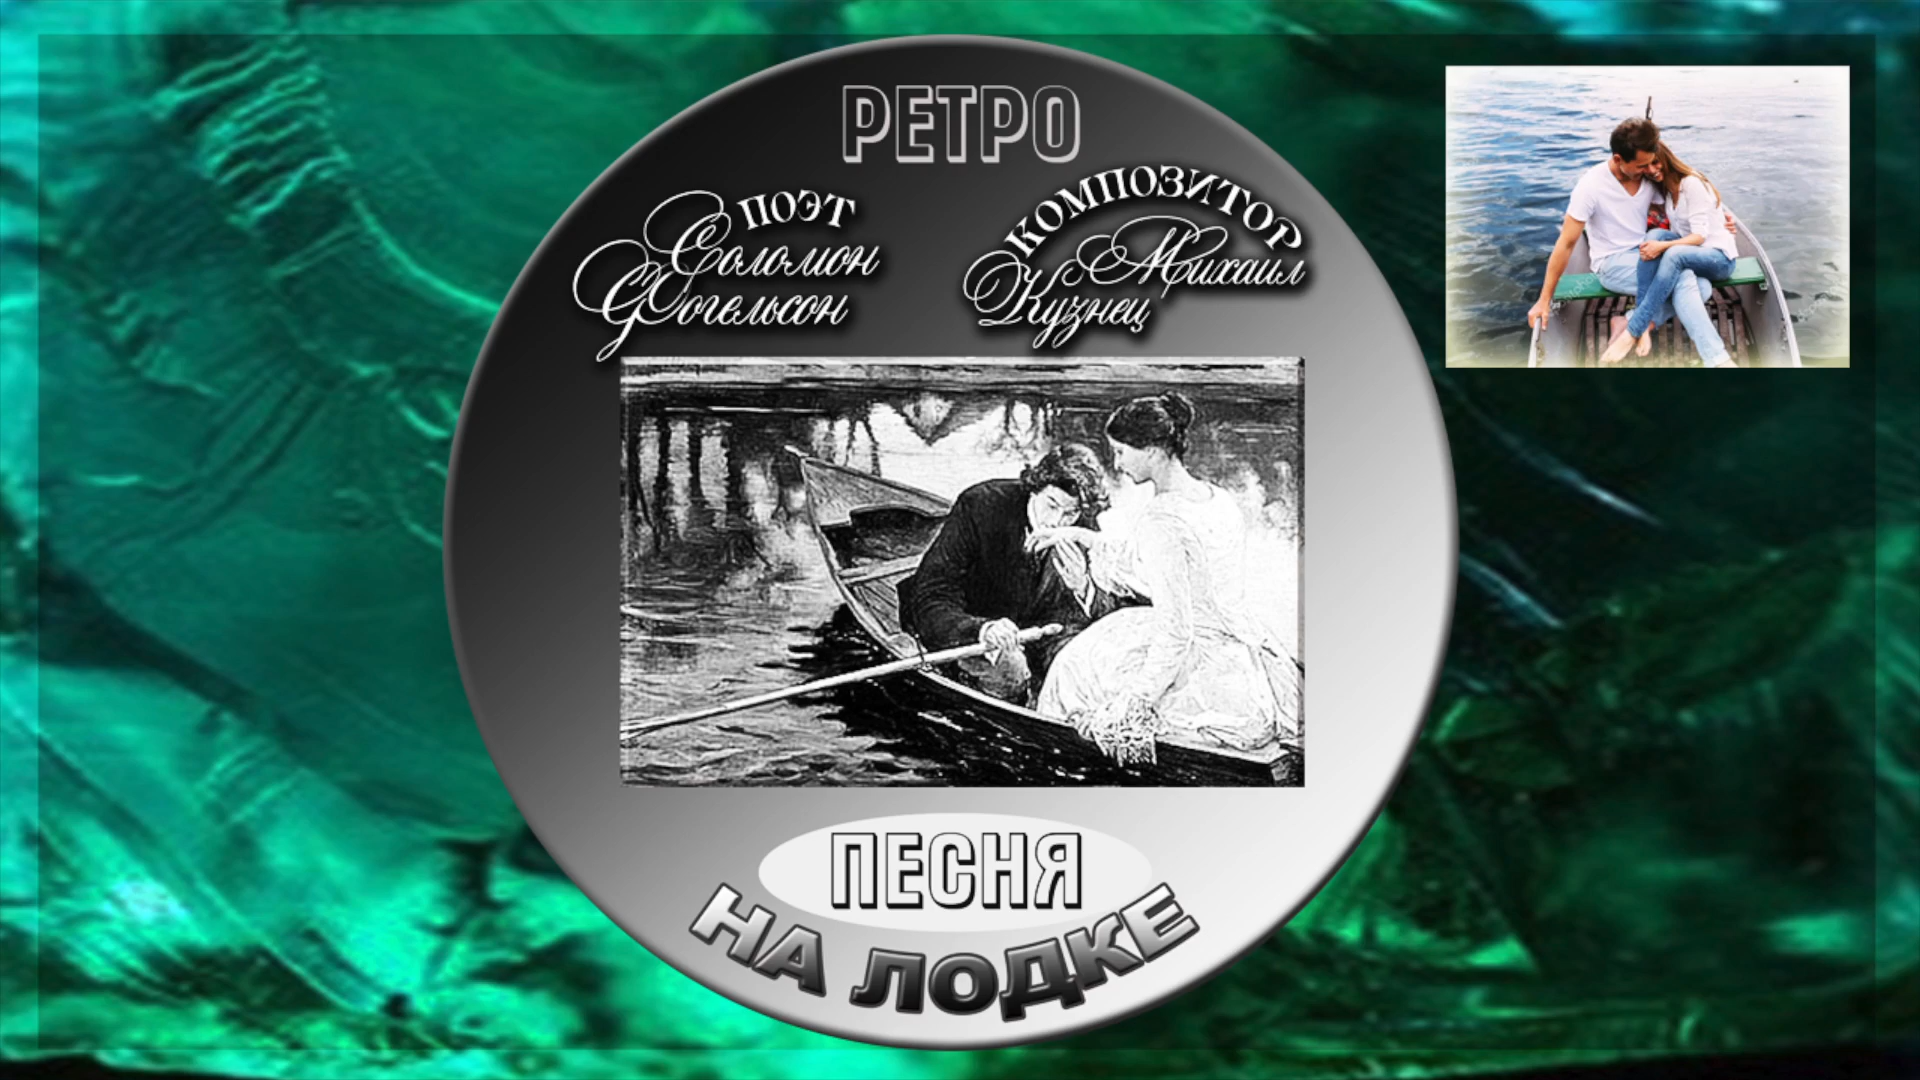 РЕТРО
ПОЭТ
Соломон
Фогельсон
КОМПОЗИТОР
Михаил
Кузнец
ПЕСНЯ
НА ЛОДКЕ